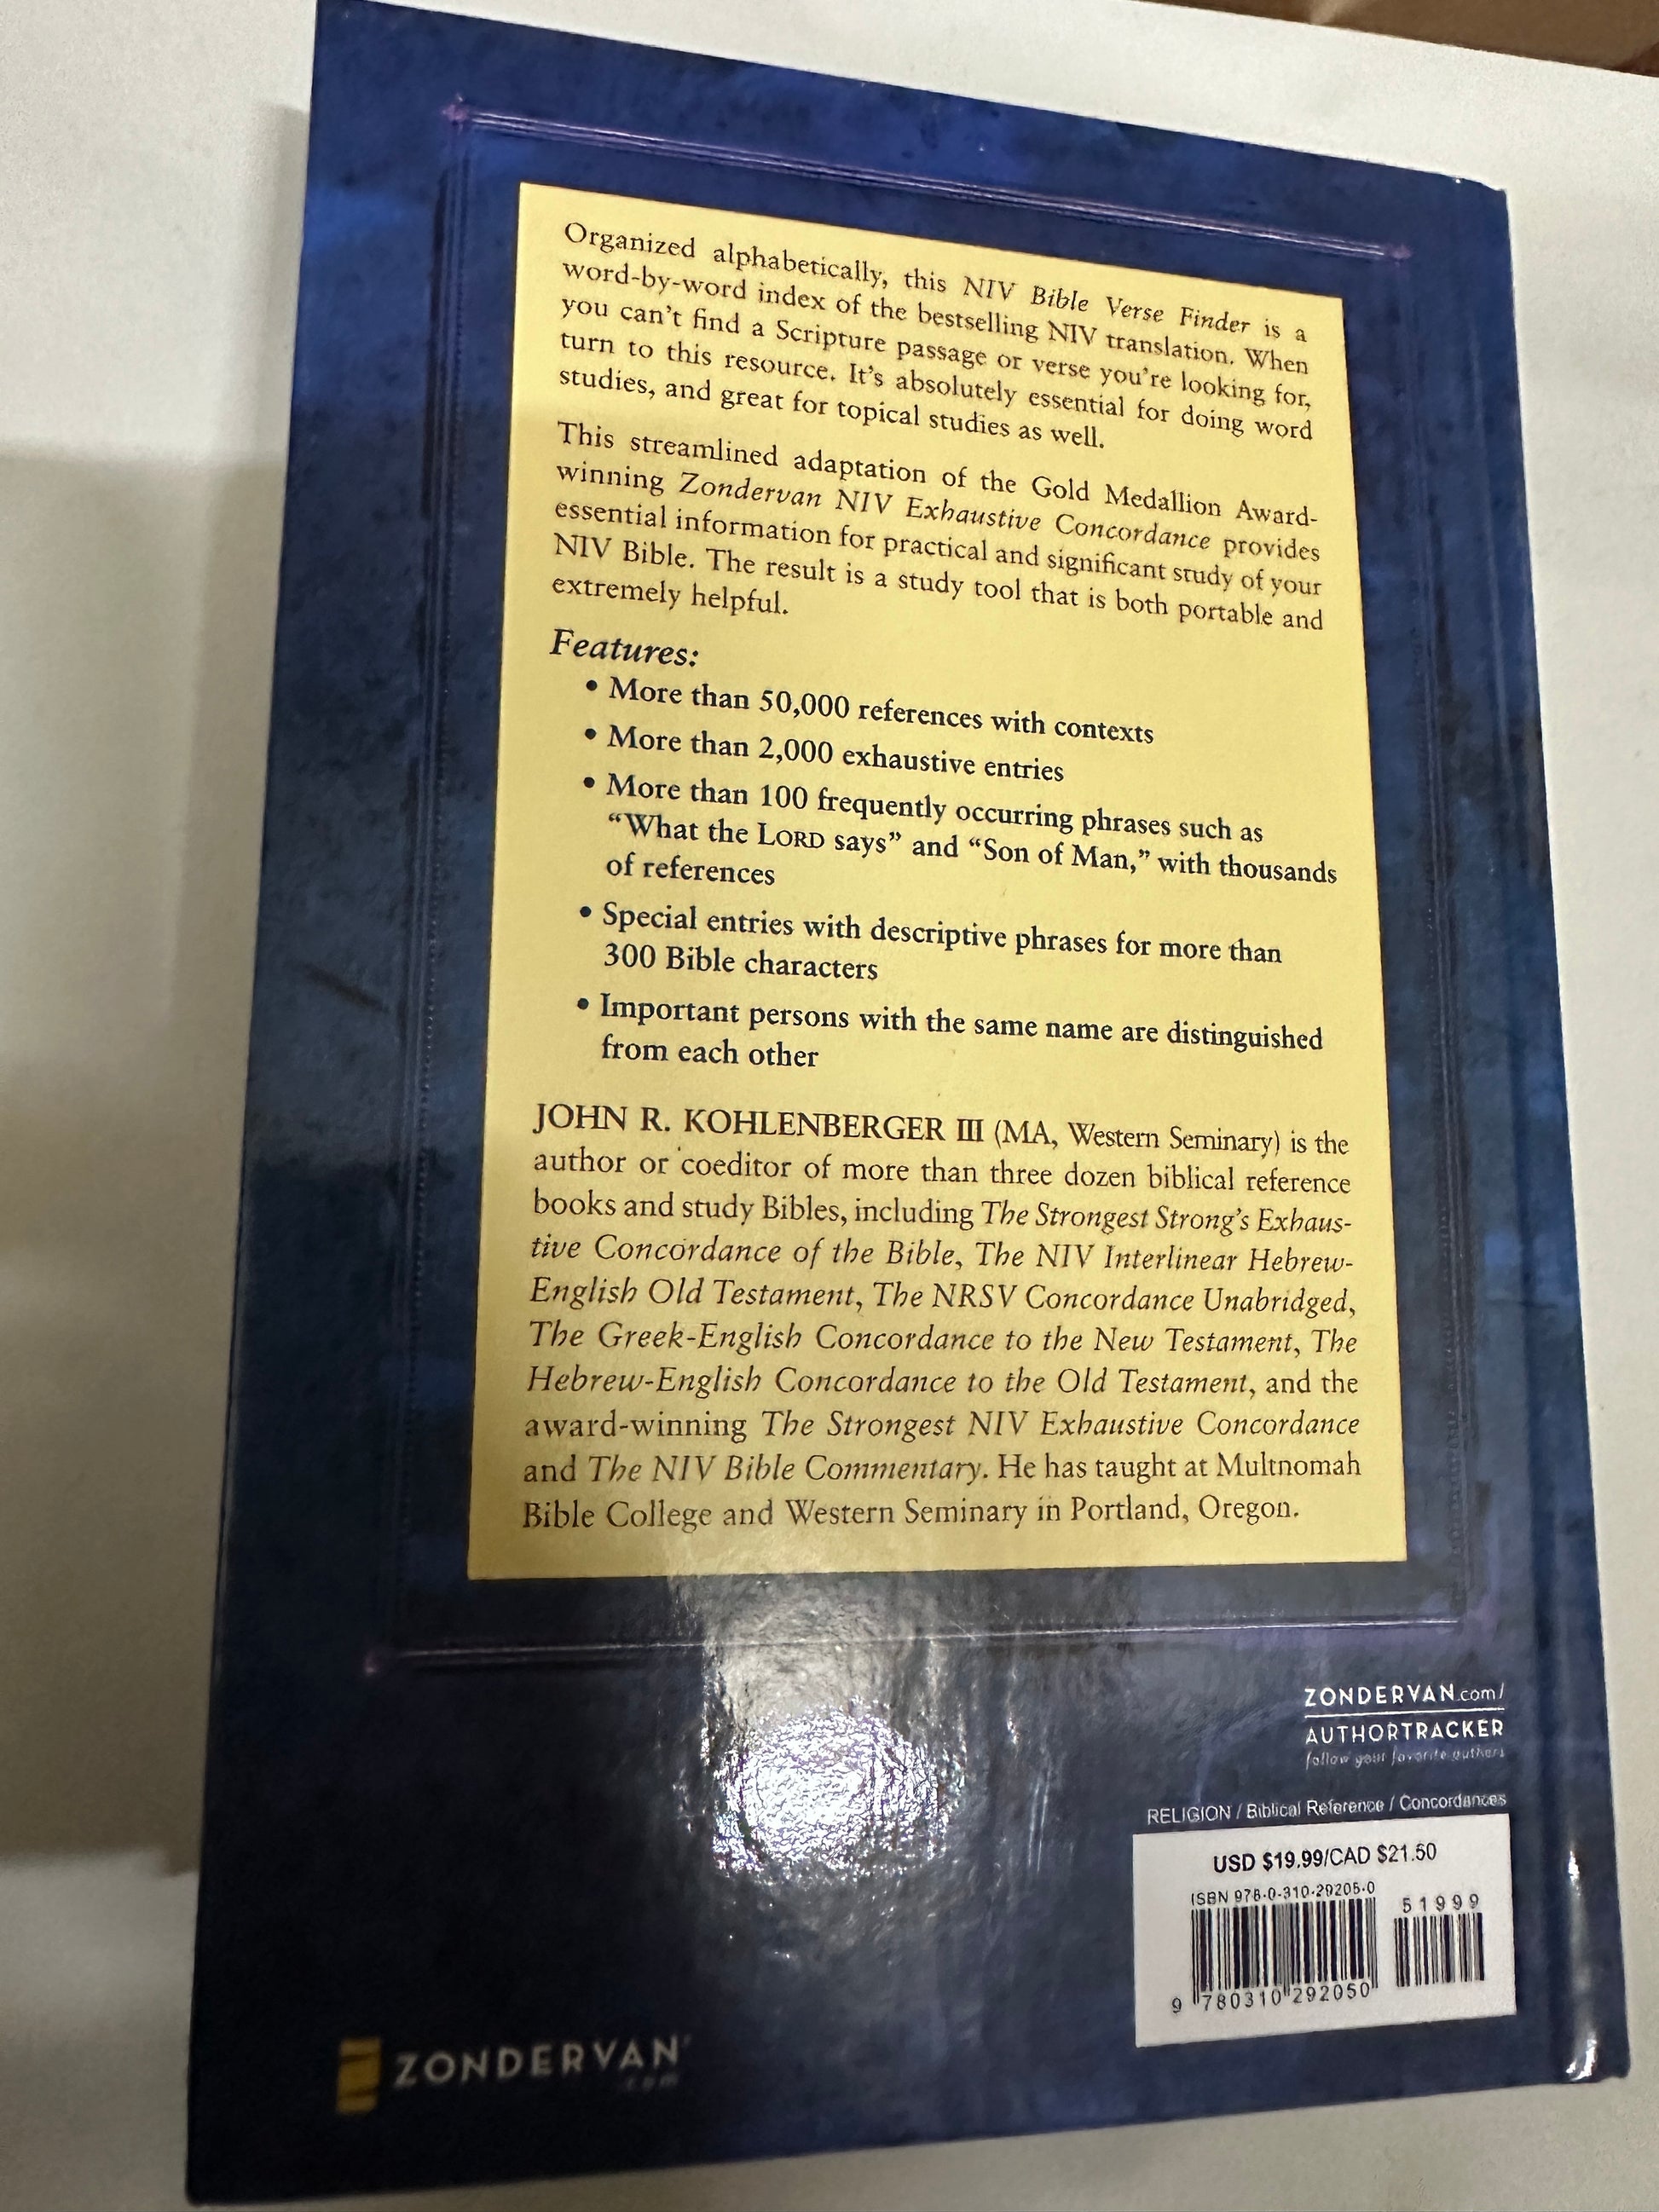 Organized alphabetically, this NIV Bible Verse Finder is a
word-by-word index of the bestselling NIV translation. When
you can't find a Scripture passage or verse you're looking for,
turn to this resource. It's absolutely essential for doing word
studies, and great for topical studies as well.
This streamlined adaptation of the Gold Medallion Award-
winning Zondervan NIV Exhaustive Concordance provides
essential information for practical and significant study of your
NIV Bible. The result is a study tool that is both portable and
extremely helpful.
Features:
• More than 50,000 references with contexts
• More than 2,000 exhaustive entries
• More than 100 frequently occurring phrases such as
“What the LORD says” and “Son of Man,” with thousands
of references
• Special entries with descriptive phrases for more than
300 Bible characters
• Important persons with the same name are distinguished
from each other
JOHN R. KOHLENBERGER III (MA, Western Seminary) is the
author or coeditor of more than three dozen biblical reference
books and study Bibles, including The Strongest Strong's Exhaus-
tive Concordance of the Bible, The NIV Interlinear Hebrew-
English Old Testament, The NRSV Concordance Unabridged,
The Greek-English Concordance to the New Testament, The
Hebrew-English Concordance to the Old Testament, and the
award-winning The Strongest NIV Exhaustive Concordance
and The NIV Bible Commentary. He has taught at Multnomah
Bible College and Western Seminary in Portland, Oregon.
ZONDERVAN.com/
AUTHORTRACKER
follow your favorite authors
RELIGION / Biblical Reference / Concordances
USD $19.99/CAD $21.50
ISBN 978-0-310-29205-0
51999
9 780310 292050
ZONDERVAN
.com